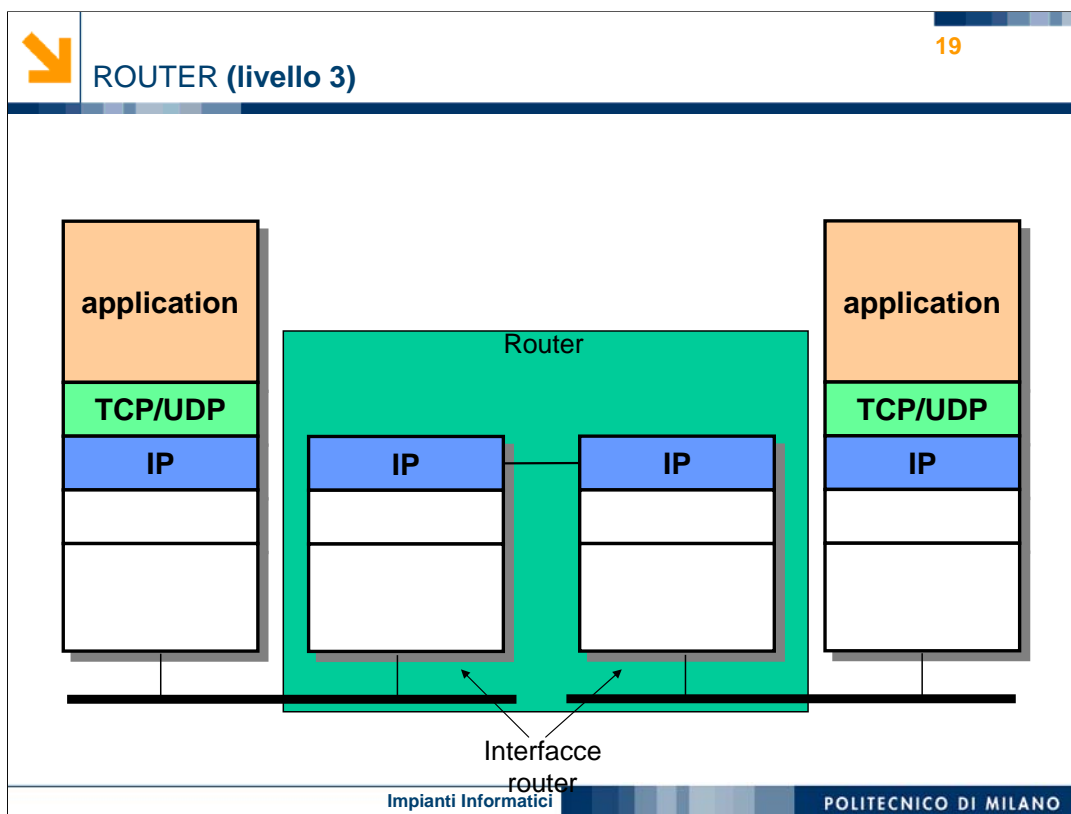 19
ROUTER (livello 3)
application
TCP/UDP
IP
Router
IP
IP
application
TCP/UDP
IP
Interfacce
router
Impianti Informatici
POLITECNICO DI MILANO